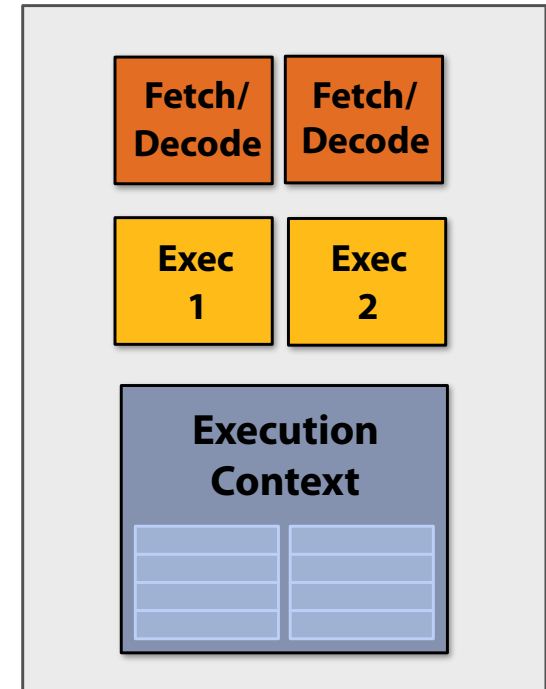 Fetch/
Decode
Fetch/
Decode
Exec
1
Exec
2
Execution
Context